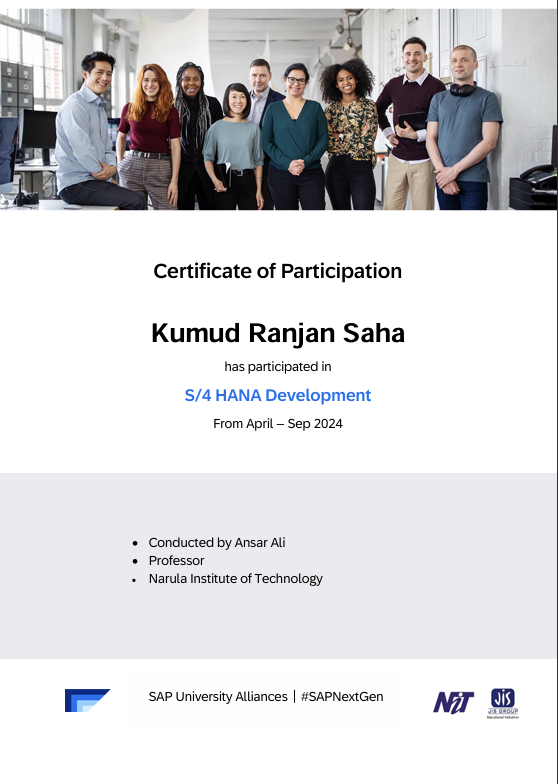 Certificate of Participation
Kumud Ranjan Saha
has participated in
S/4 HANA Development
From April – Sep 2024
• Conducted by Ansar Ali
• Professor
• Narula Institute of Technology
SAP University Alliances | #SAPNextGen
NiT
JIS
JIS GROUP
Educational Initiatives